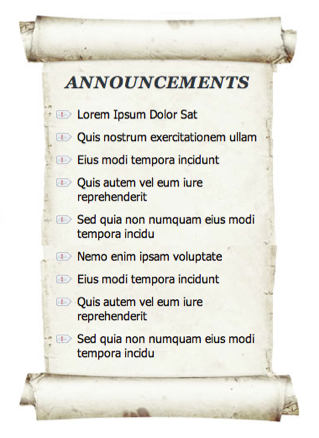 ANNOUNCEMENTS
Lorem Ipsum Dolor Sat
Quis nostrum exercitationem ullam
Eius modi tempora incidunt
Quis autem vel eum iure
reprehenderit
Sed quia non numquam eius modi
tempora incidu
Nemo enim ipsam voluptate
Eius modi tempora incidunt
Quis autem vel eum iure
reprehenderit
Sed quia non numquam eius modi
tempora incidu